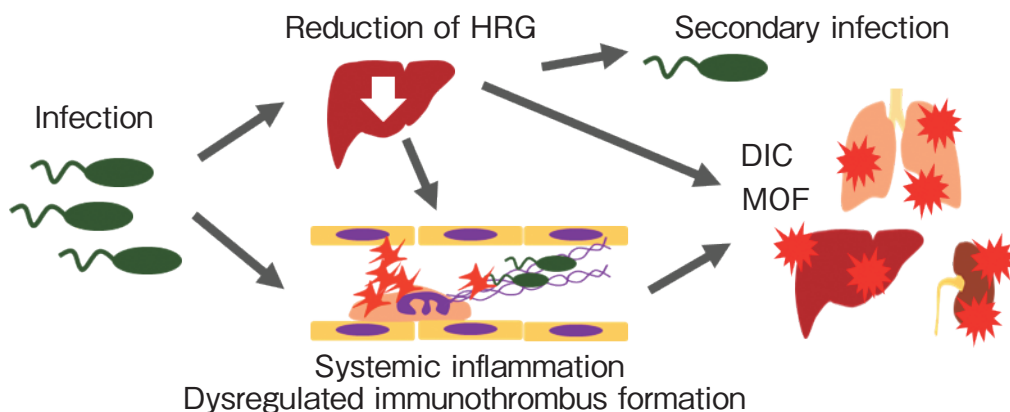 Reduction of HRG
Secondary infection
Infection
DIC
MOF
Systemic inflammation
Dysregulated immunothrombus formation